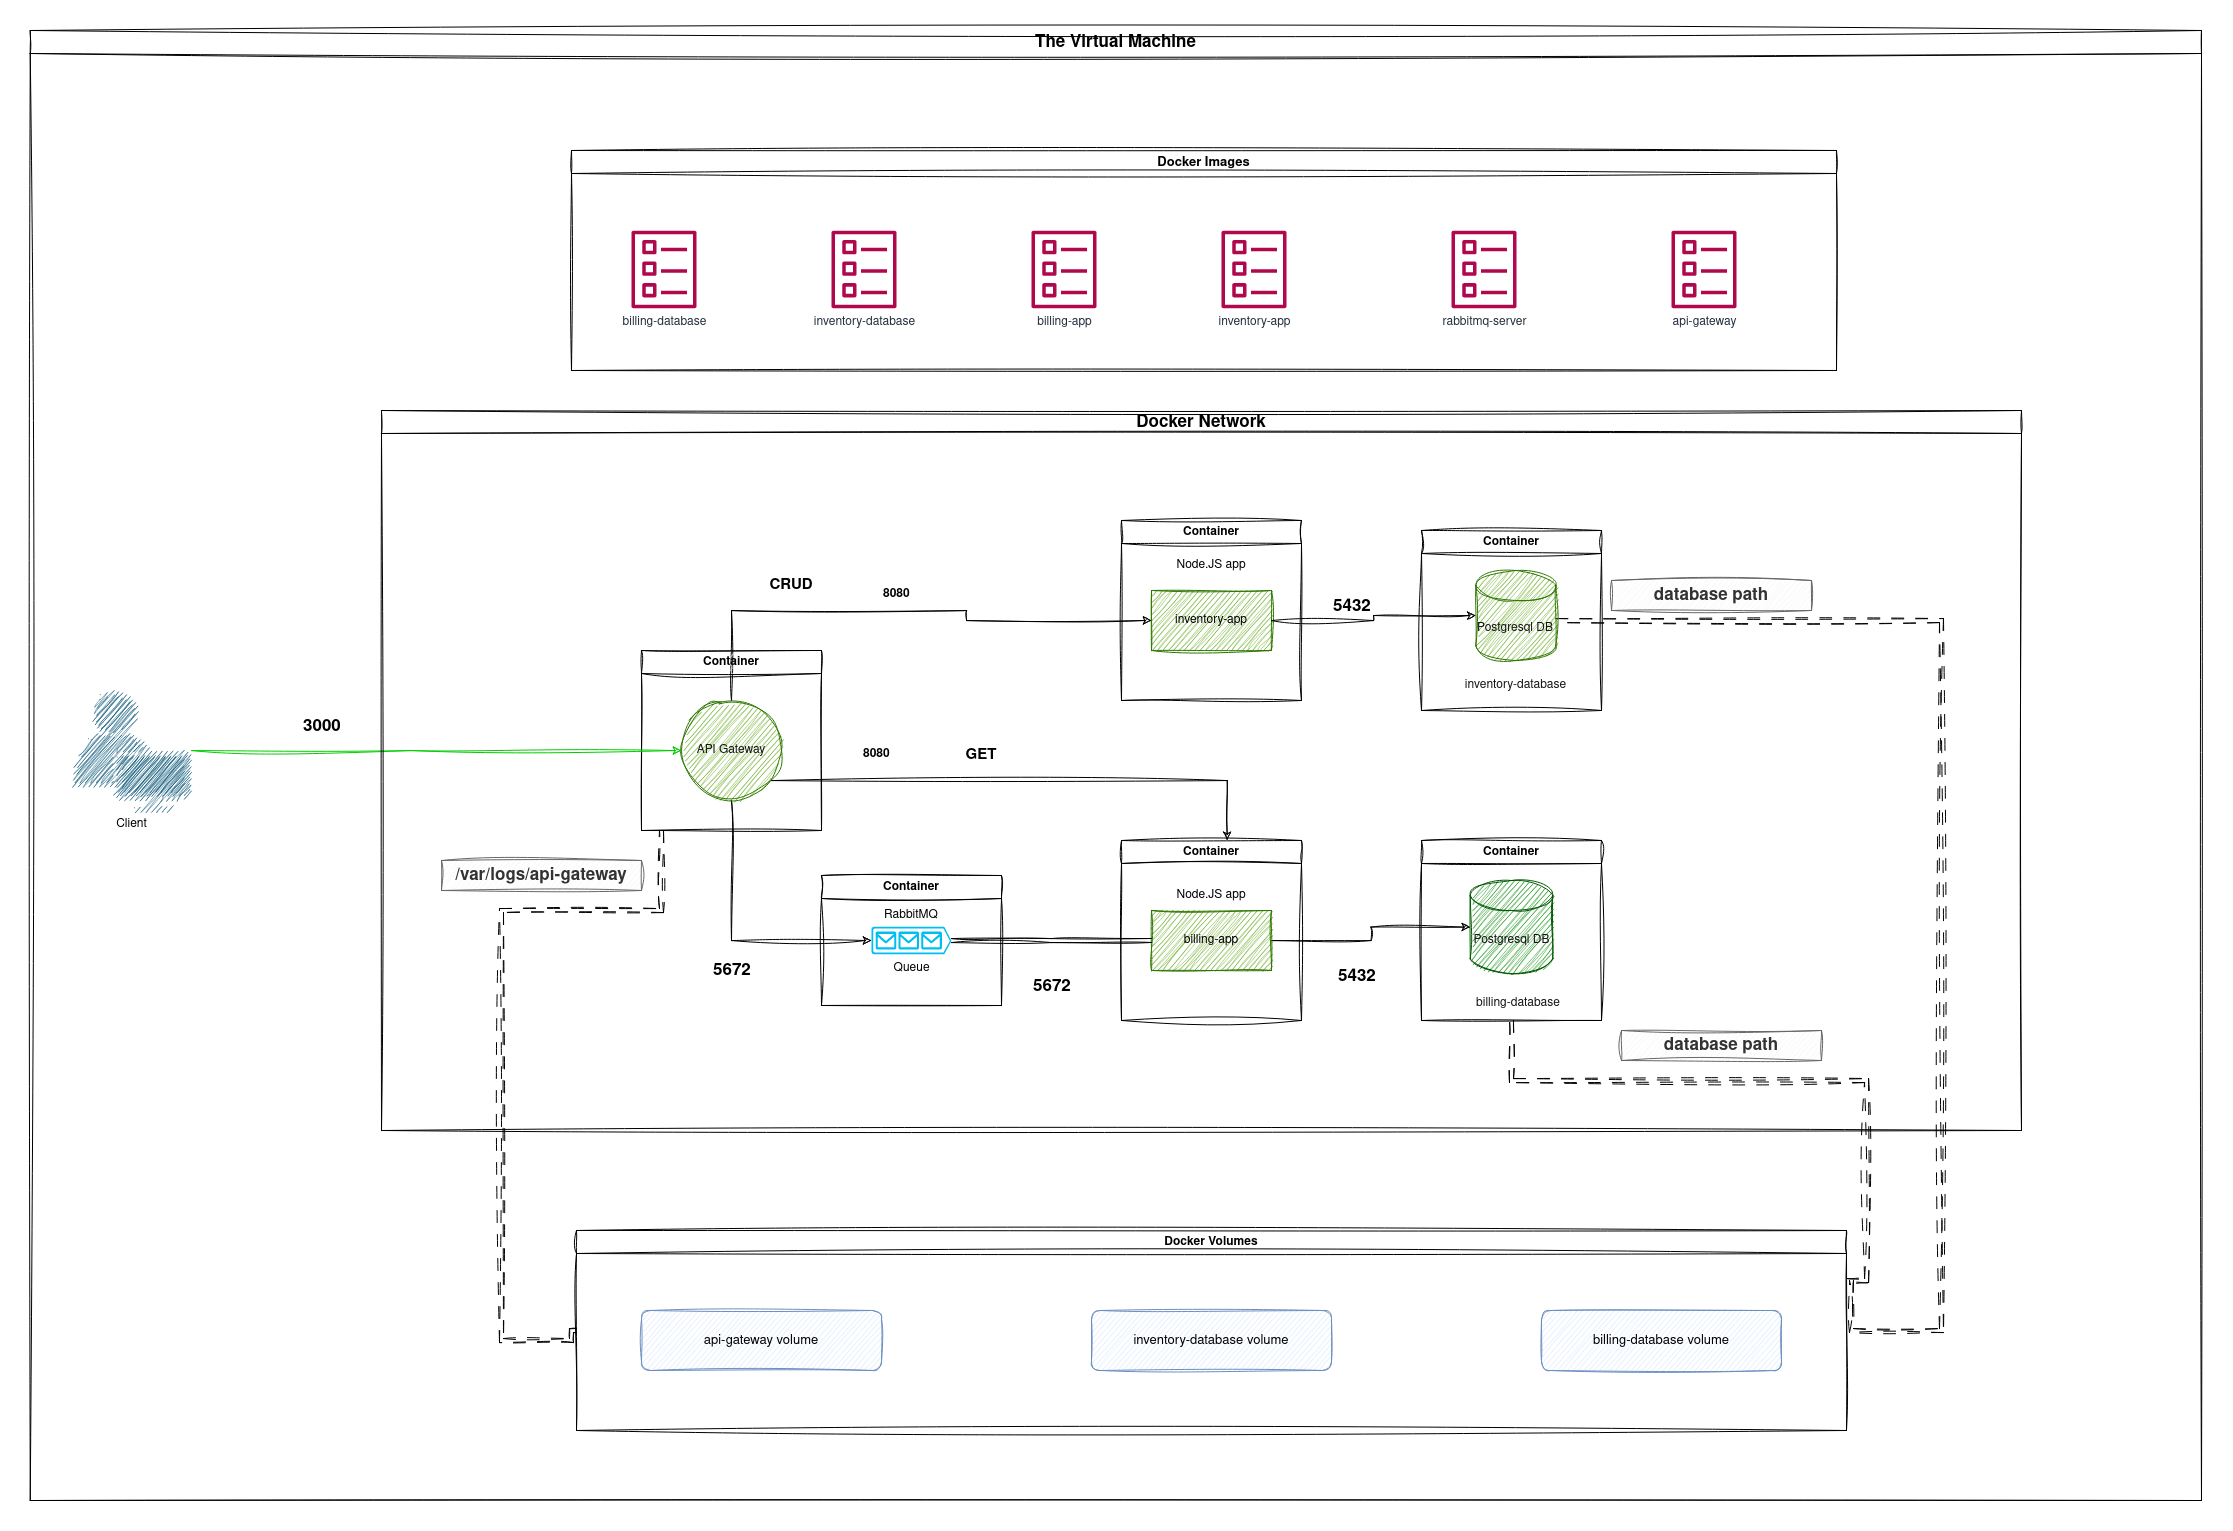 The Virtual Machine
Docker Images
billing-database
inventory-database
billing-app
inventory-app
rabbitmq-server
api-gateway
Docker Network
Container
Node.JS app
inventory-app
Container
Postgresql DB
inventory-database
database path
CRUD
8080
5432
Container
API Gateway
3000
Client
8080
GET
/var/logs/api-gateway
Container
RabbitMQ
Queue
5672
5672
Container
Node.JS app
billing-app
5432
Container
Postgresql DB
billing-database
database path
Docker Volumes
api-gateway volume
inventory-database volume
billing-database volume